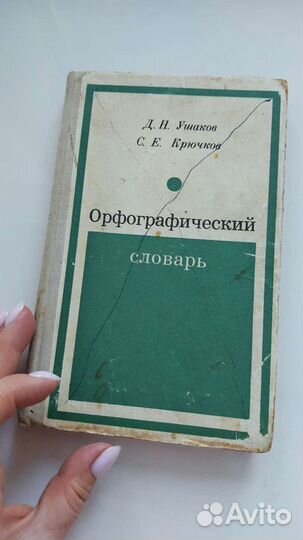 Д. Н. Ушаков
С. Е. Крючков
Орфографический
словарь
Avito